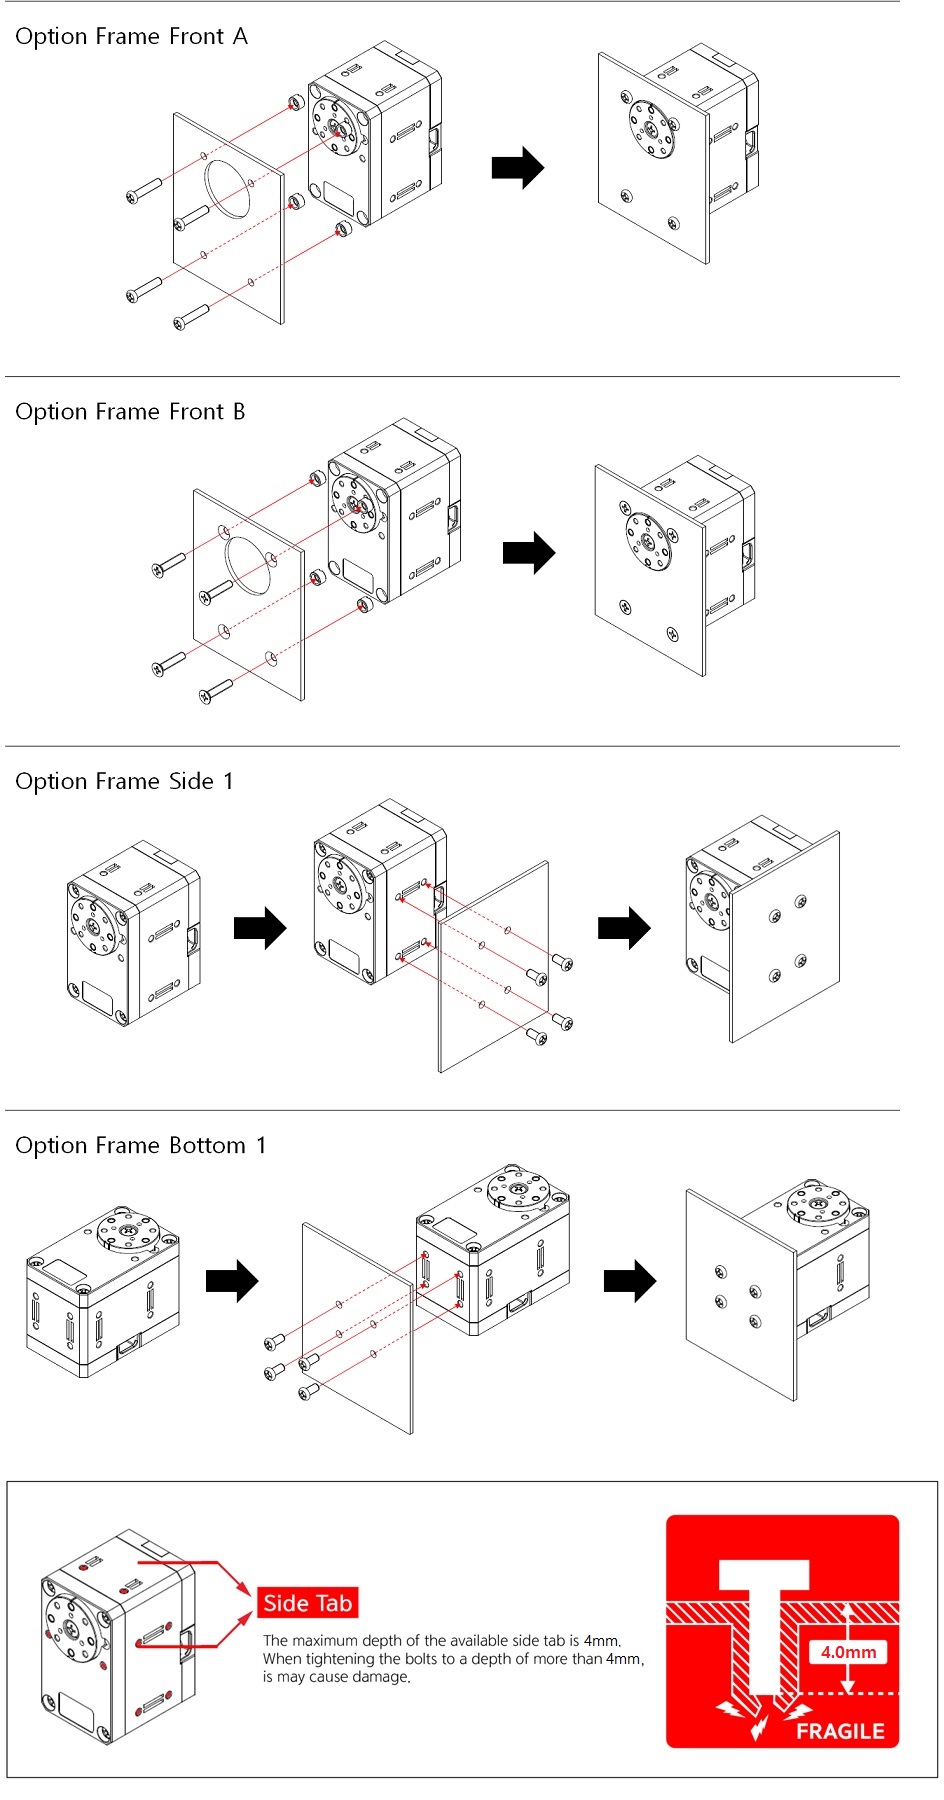 Option Frame Front A
Option Frame Front B
Option Frame Side 1
Option Frame Bottom 1
Side Tab
The maximum depth of the available side tab is 4mm.
When tightening the bolts to a depth of more than 4mm,
is may cause damage.
4.0mm
FRAGILE